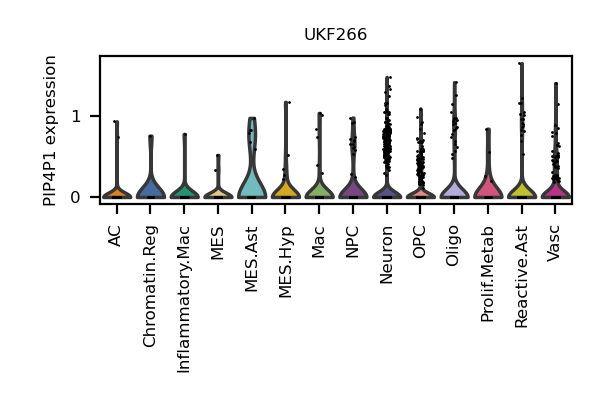 UKF266
PIP4P1 expression
1
0
AC
Chromatin.Reg
Inflammatory.Mac
MES
MES.Ast
MES.Hyp
Mac
NPC
Neuron
OPC
Oligo
Prolif.Metab
Reactive.Ast
Vasc